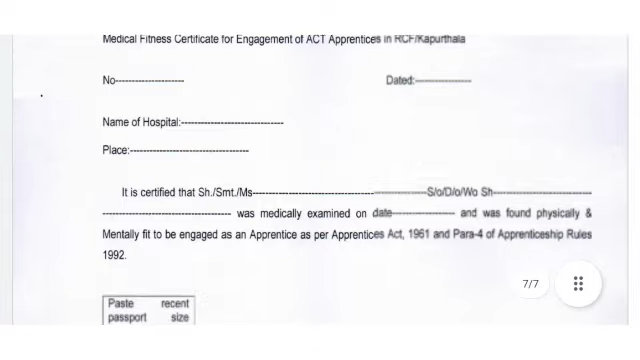 Medical Fitness Certificate for Engagement of ACT Apprentices in RCF/Kapurthala
No------------------- Dated:---------------
Name of Hospital:----------------------------
Place:---------------------------------
It is certified that Sh./Smt./Ms--------------------------------------------------S/o/D/o/Wo Sh----------------------------
------------------------------------ was medically examined on date----------------- and was found physically &
Mentally fit to be engaged as an Apprentice as per Apprentices Act, 1961 and Para-4 of Apprenticeship Rules
1992.
Paste recent
passport size
7/7